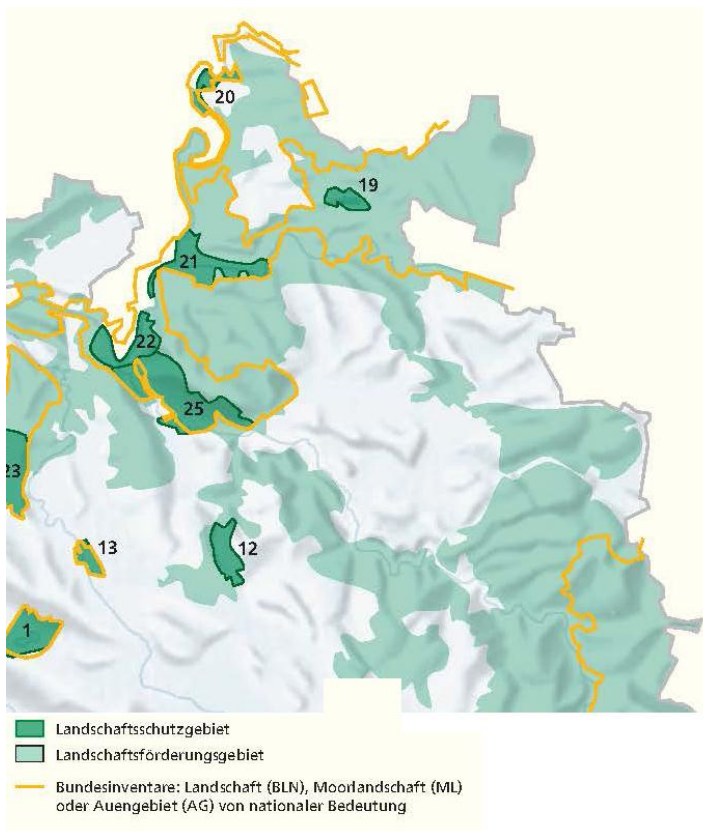 20
19
21
22
25
23
13
12
1
Landschaftsschutzgebiet
Landschaftsförderungsgebiet
Bundesinventare: Landschaft (BLN), Moorlandschaft (ML)
oder Auengebiet (AG) von nationaler Bedeutung